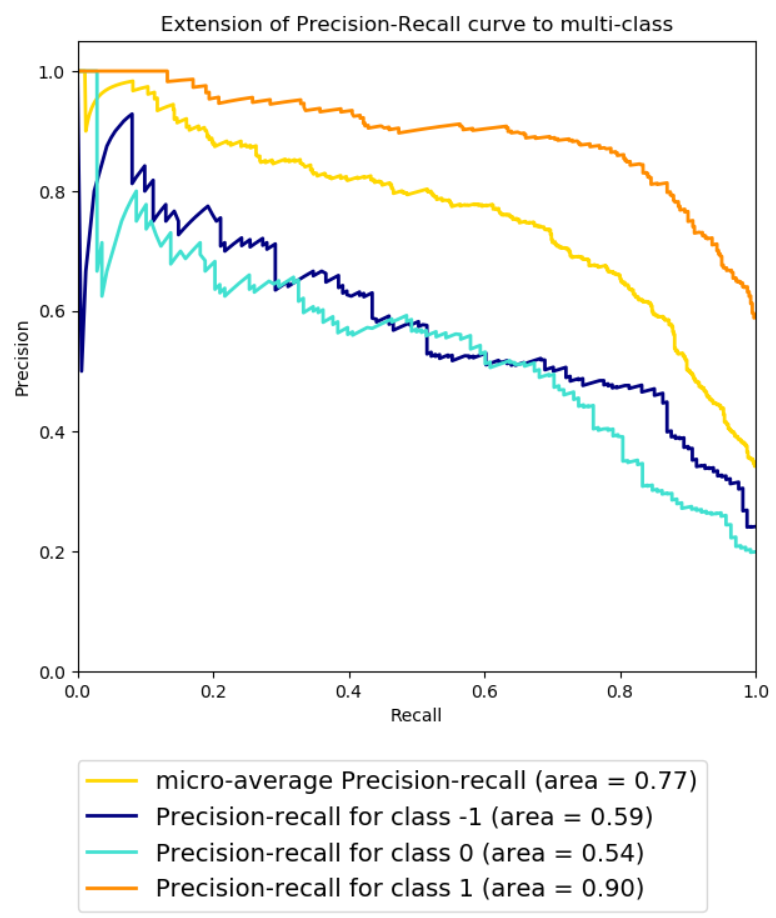 Extension of Precision-Recall curve to multi-class
1.0
0.8
0.6
0.4
0.2
0.0
Precision
0.0 0.2 0.4 0.6 0.8 1.0
Recall
micro-average Precision-recall (area = 0.77)
Precision-recall for class -1 (area = 0.59)
Precision-recall for class 0 (area = 0.54)
Precision-recall for class 1 (area = 0.90)